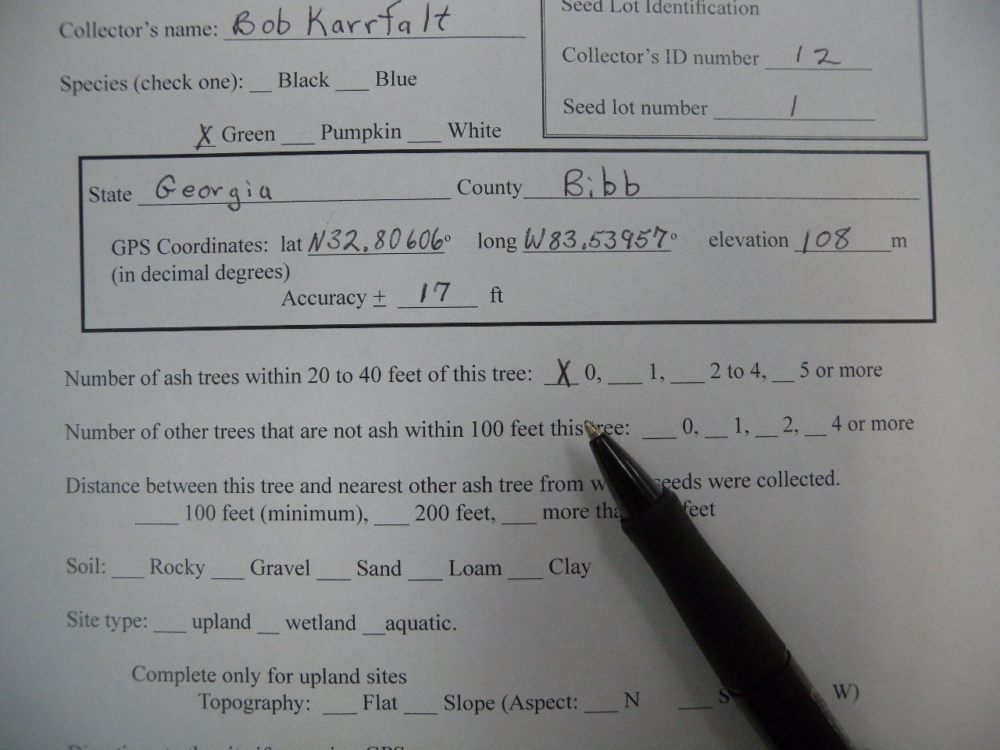 Seed Lot Identification
Collector's name: Bob Karrfalt
Collector's ID number 12
Species (check one): __ Black ___ Blue
Seed lot number 1
X Green ___ Pumpkin ___ White
State Georgia County Bibb
GPS Coordinates: lat N32.80606° long W83.53957° elevation 108 m
(in decimal degrees)
Accuracy ± 17 ft
Number of ash trees within 20 to 40 feet of this tree: X 0, ___ 1, ___ 2 to 4, __ 5 or more
Number of other trees that are not ash within 100 feet this tree: ___ 0, __ 1, __ 2, __ 4 or more
Distance between this tree and nearest other ash tree from seeds were collected.
____ 100 feet (minimum), ___ 200 feet, ___ more feet
Soil: ___ Rocky ___ Gravel ___ Sand ___ Loam ___ Clay
Site type: ___ upland __ wetland __aquatic.
Complete only for upland sites
Topography: ___ Flat ___ Slope (Aspect: ___ N ___ S W)